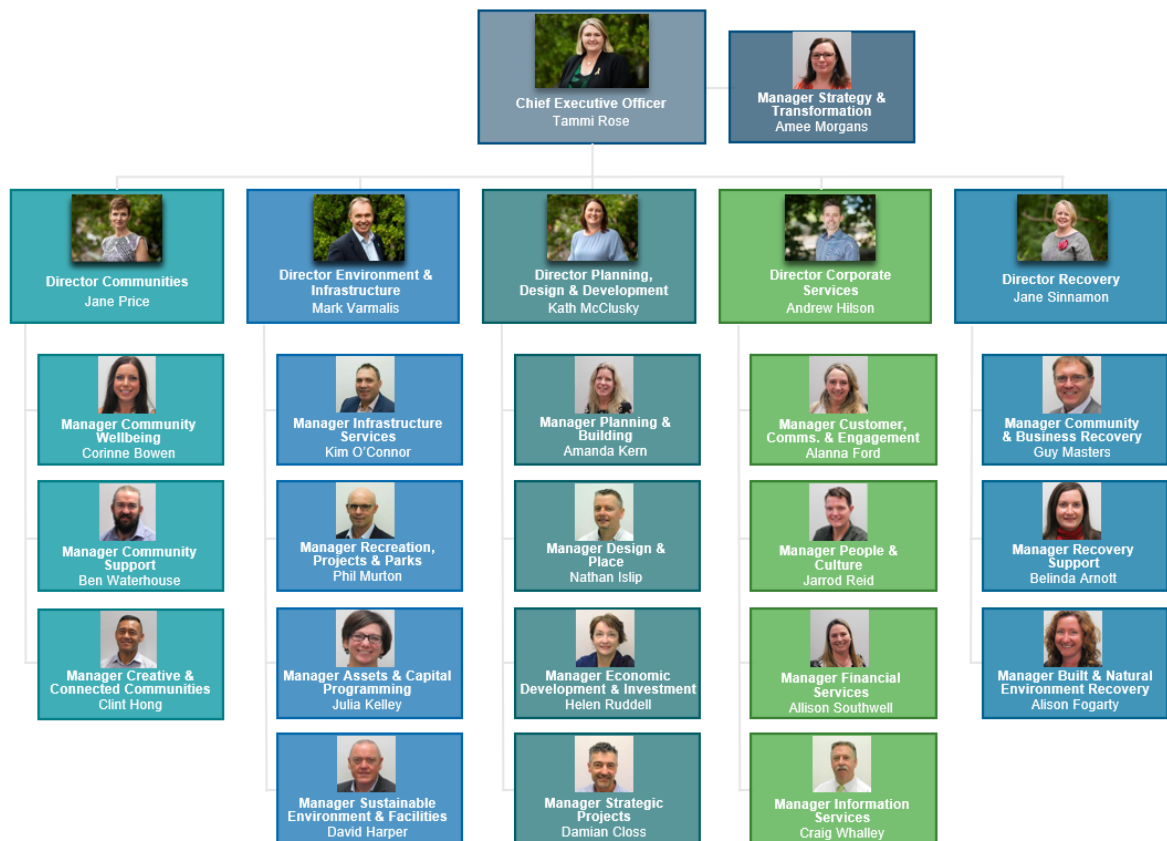 Chief Executive Officer
Tammi Rose
Manager Strategy &
Transformation
Amee Morgans
Director Communities
Jane Price
Director Environment &
Infrastructure
Mark Varmalis
Director Planning,
Design & Development
Kath McClusky
Director Corporate
Services
Andrew Hilson
Director Recovery
Jane Sinnamon
Manager Community
Wellbeing
Corinne Bowen
Manager Infrastructure
Services
Kim O'Connor
Manager Planning &
Building
Amanda Kern
Manager Customer,
Comms. & Engagement
Alanna Ford
Manager Community
& Business Recovery
Guy Masters
Manager Community
Support
Ben Waterhouse
Manager Recreation,
Projects & Parks
Phil Murton
Manager Design &
Place
Nathan Islip
Manager People &
Culture
Jarrod Reid
Manager Recovery
Support
Belinda Arnott
Manager Creative &
Connected Communities
Clint Hong
Manager Assets & Capital
Programming
Julia Kelley
Manager Economic
Development & Investment
Helen Ruddell
Manager Financial
Services
Allison Southwell
Manager Built & Natural
Environment Recovery
Alison Fogarty
Manager Sustainable
Environment & Facilities
David Harper
Manager Strategic
Projects
Damian Closs
Manager Information
Services
Craig Whalley